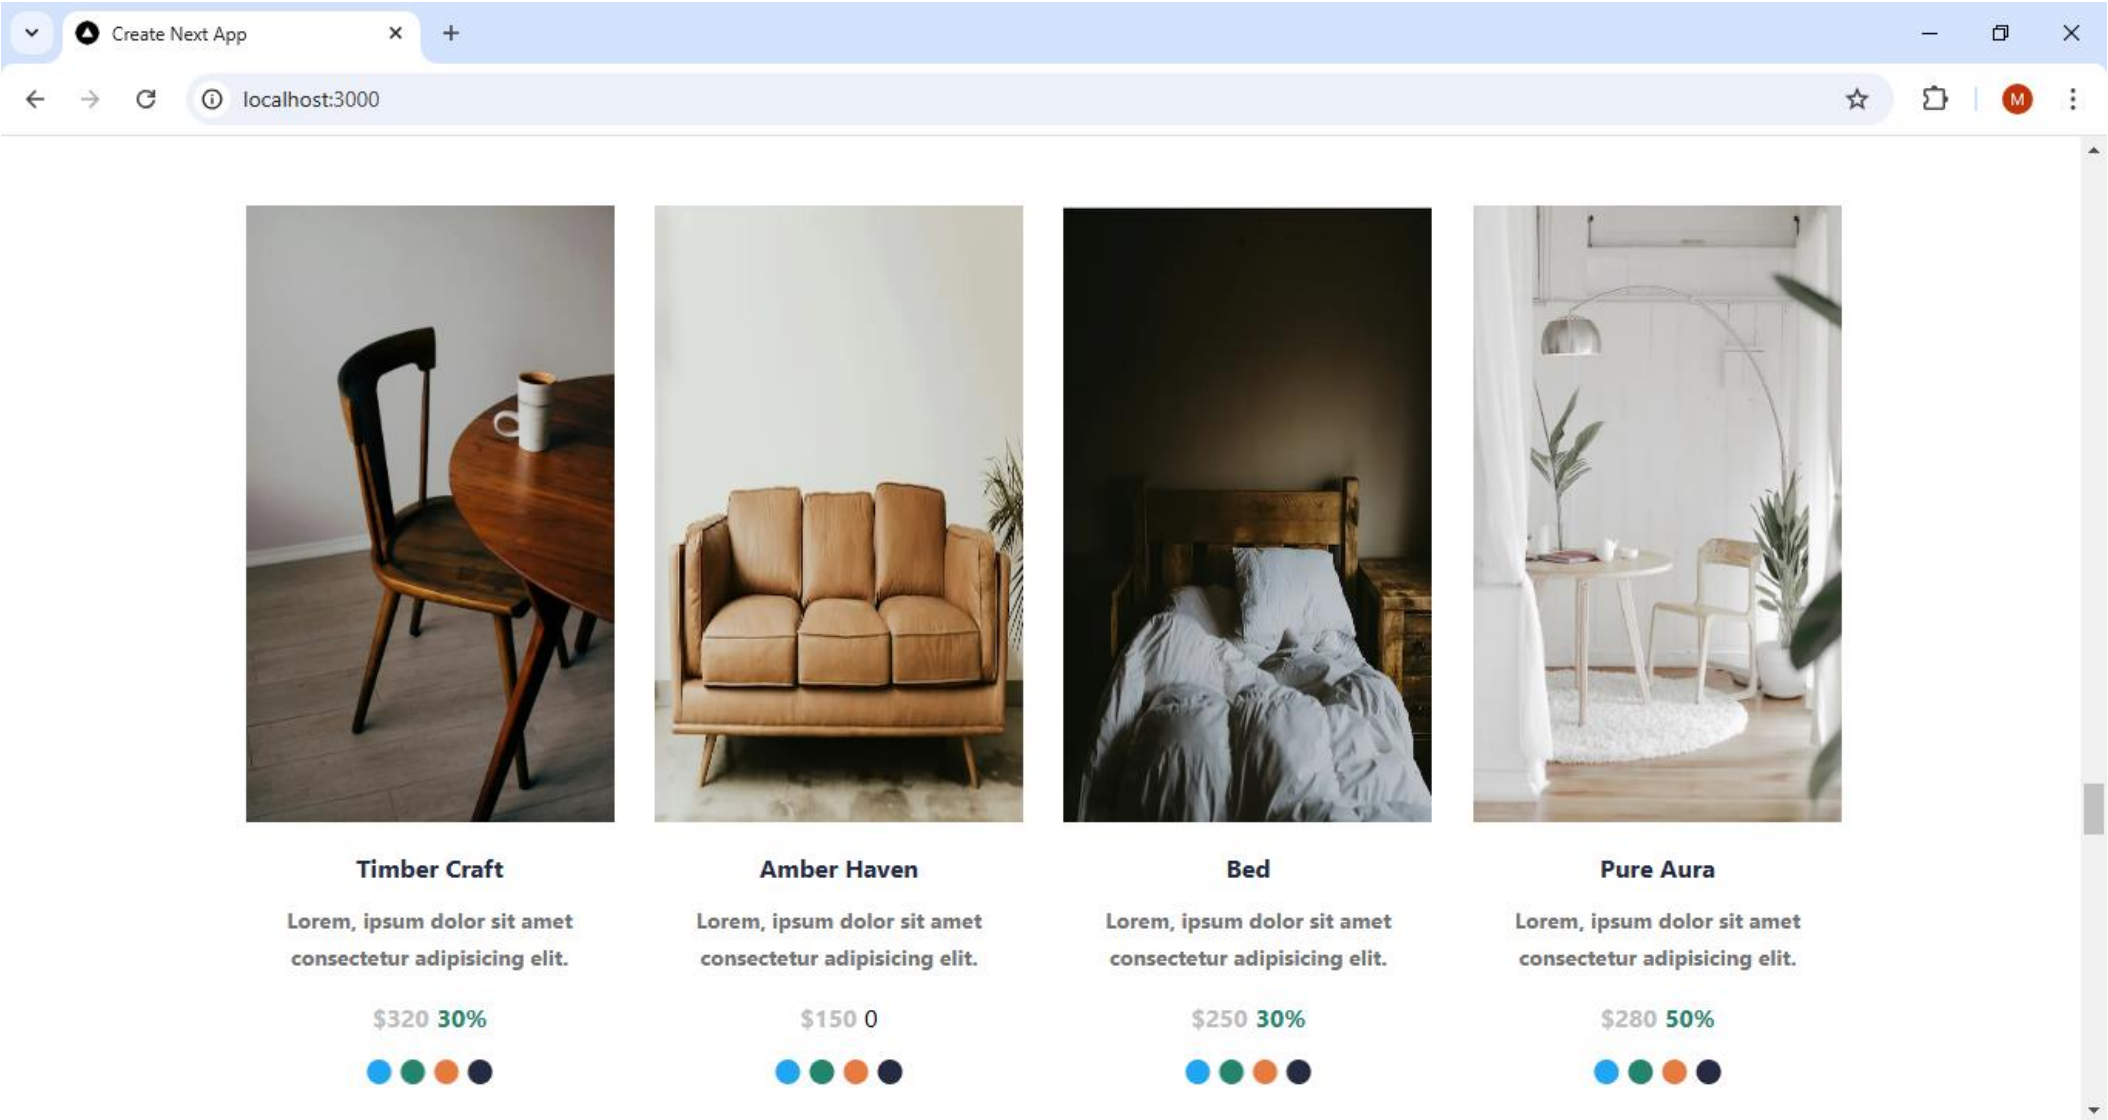 Create Next App
localhost:3000
M
Timber Craft
Lorem, ipsum dolor sit amet
consectetur adipisicing elit.
$320 30%
Amber Haven
Lorem, ipsum dolor sit amet
consectetur adipisicing elit.
$150 0
Bed
Lorem, ipsum dolor sit amet
consectetur adipisicing elit.
$250 30%
Pure Aura
Lorem, ipsum dolor sit amet
consectetur adipisicing elit.
$280 50%